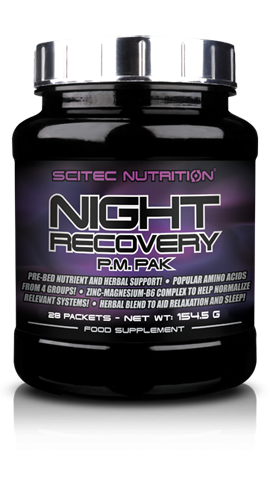 SCITEC NUTRITION
NIGHT
RECOVERY
P.M. PAK
PRE-BED NUTRIENT AND HERBAL SUPPORT! • POPULAR AMINO ACIDS
FROM 4 GROUPS! • ZINC-MAGNESIUM-B6 COMPLEX TO HELP NORMALIZE
RELEVANT SYSTEMS! • HERBAL BLEND TO AID RELAXATION AND SLEEP!
28 PACKETS - NET WT: 154.5 G
FOOD SUPPLEMENT